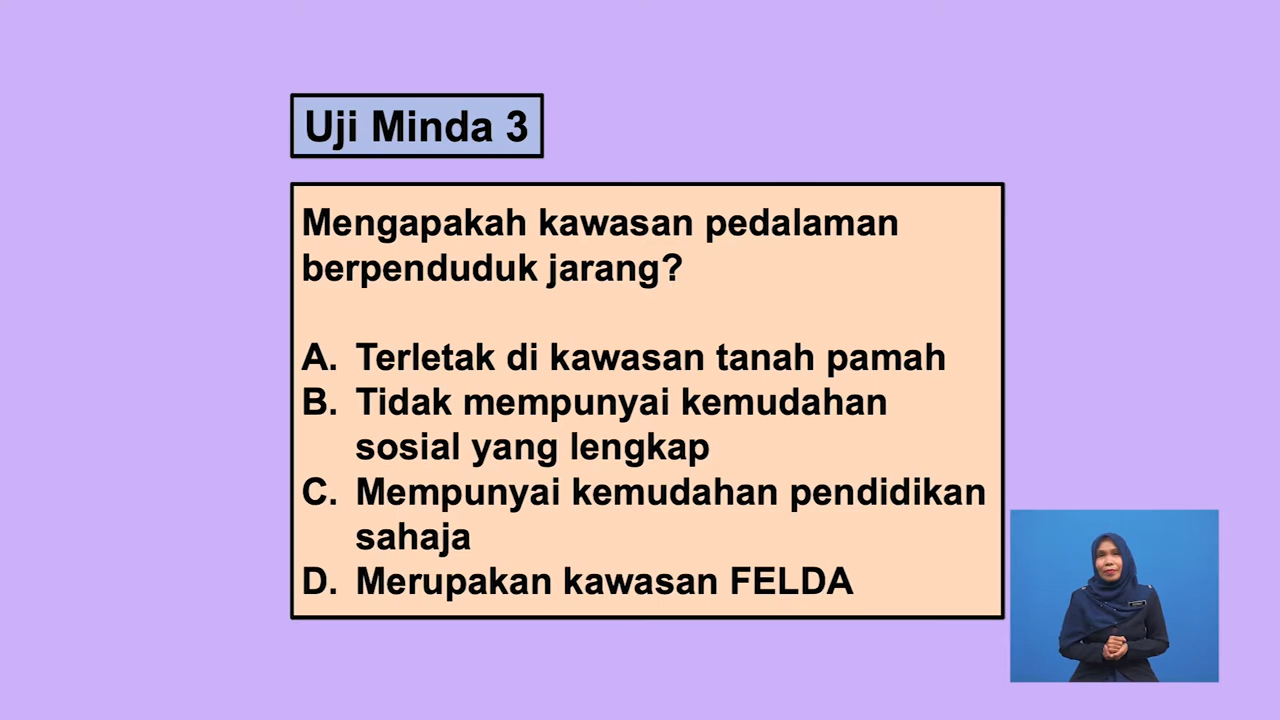 Uji Minda 3
Mengapakah kawasan pedalaman
berpenduduk jarang?
A. Terletak di kawasan tanah pamah
B. Tidak mempunyai kemudahan
sosial yang lengkap
C. Mempunyai kemudahan pendidikan
sahaja
D. Merupakan kawasan FELDA